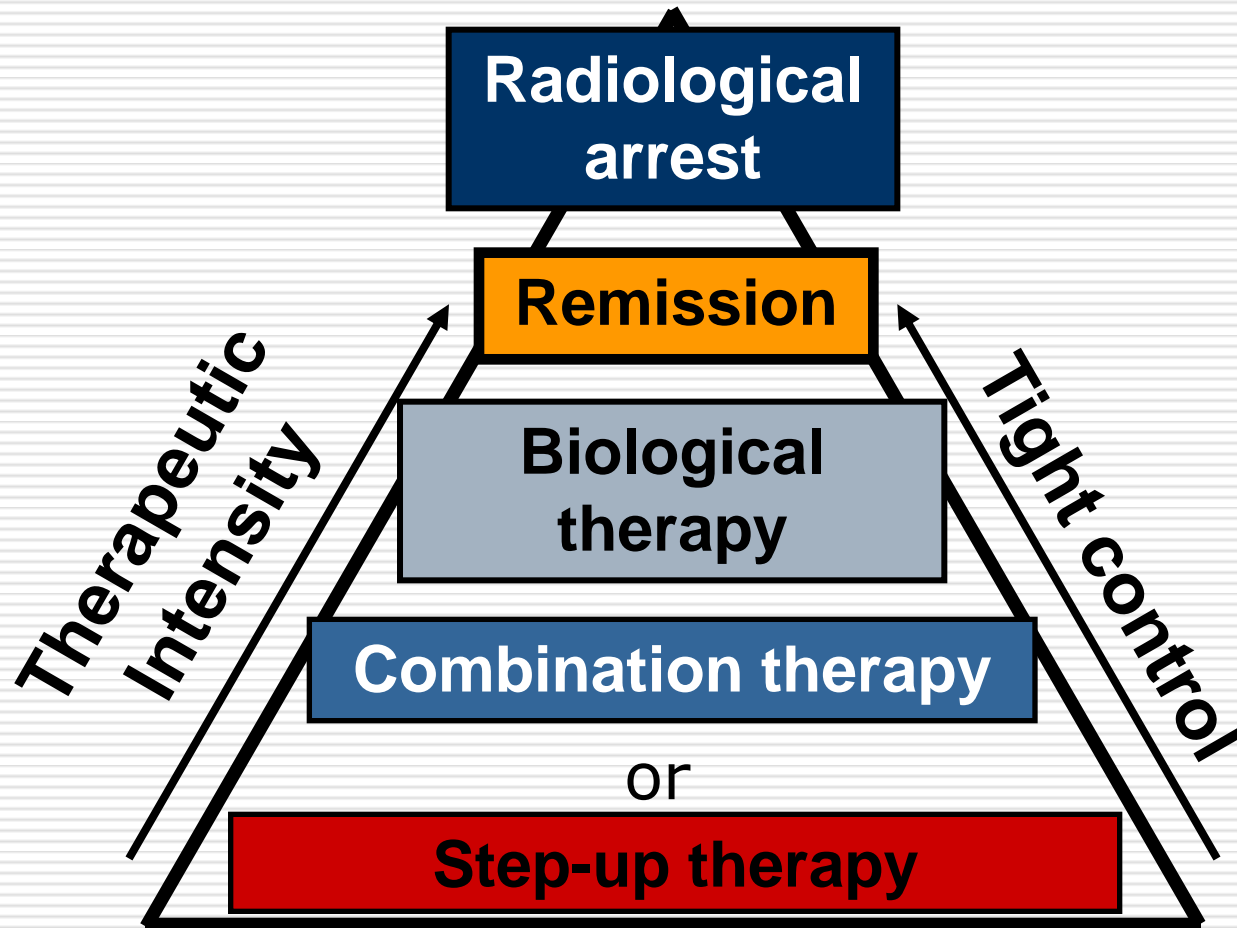 Radiological
arrest
Remission
Therapeutic
Intensity
Tight control
Biological
therapy
Combination therapy
or
Step-up therapy